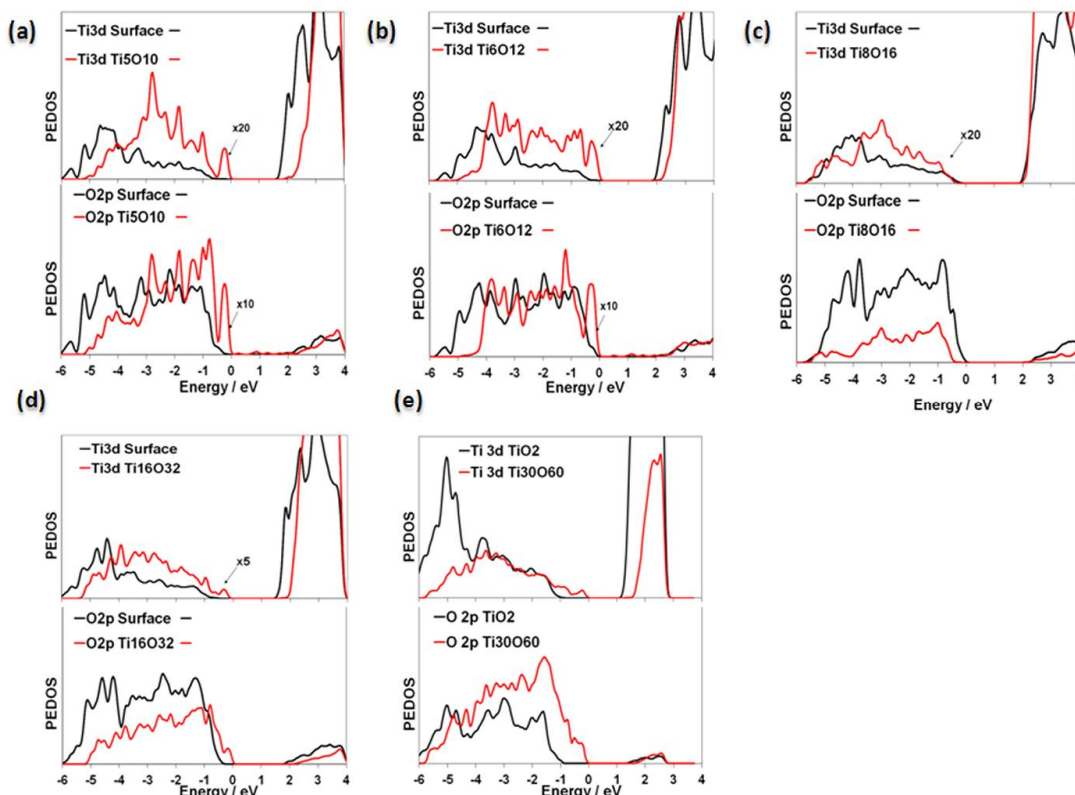 (a)
Ti3d Surface
Ti3d Ti5O10
x20
PEDOS
O2p Surface
O2p Ti5O10
x10
PEDOS
-6 -5 -4 -3 -2 -1 0 1 2 3 4
Energy / eV
(b)
Ti3d Surface
Ti3d Ti6O12
x20
PEDOS
O2p Surface
O2p Ti6O12
x10
PEDOS
-6 -5 -4 -3 -2 -1 0 1 2 3 4
Energy / eV
(c)
Ti3d Surface
Ti3d Ti8O16
x20
PEDOS
O2p Surface
O2p Ti8O16
PEDOS
-6 -5 -4 -3 -2 -1 0 1 2 3
Energy / eV
(d)
Ti3d Surface
Ti3d Ti16O32
x5
PEDOS
O2p Surface
O2p Ti16O32
PEDOS
-6 -5 -4 -3 -2 -1 0 1 2 3 4
Energy / eV
(e)
Ti 3d TiO2
Ti 3d Ti30O60
PEDOS
O 2p TiO2
O 2p Ti30O60
PEDOS
-6 -5 -4 -3 -2 -1 0 1 2 3 4
Energy / eV